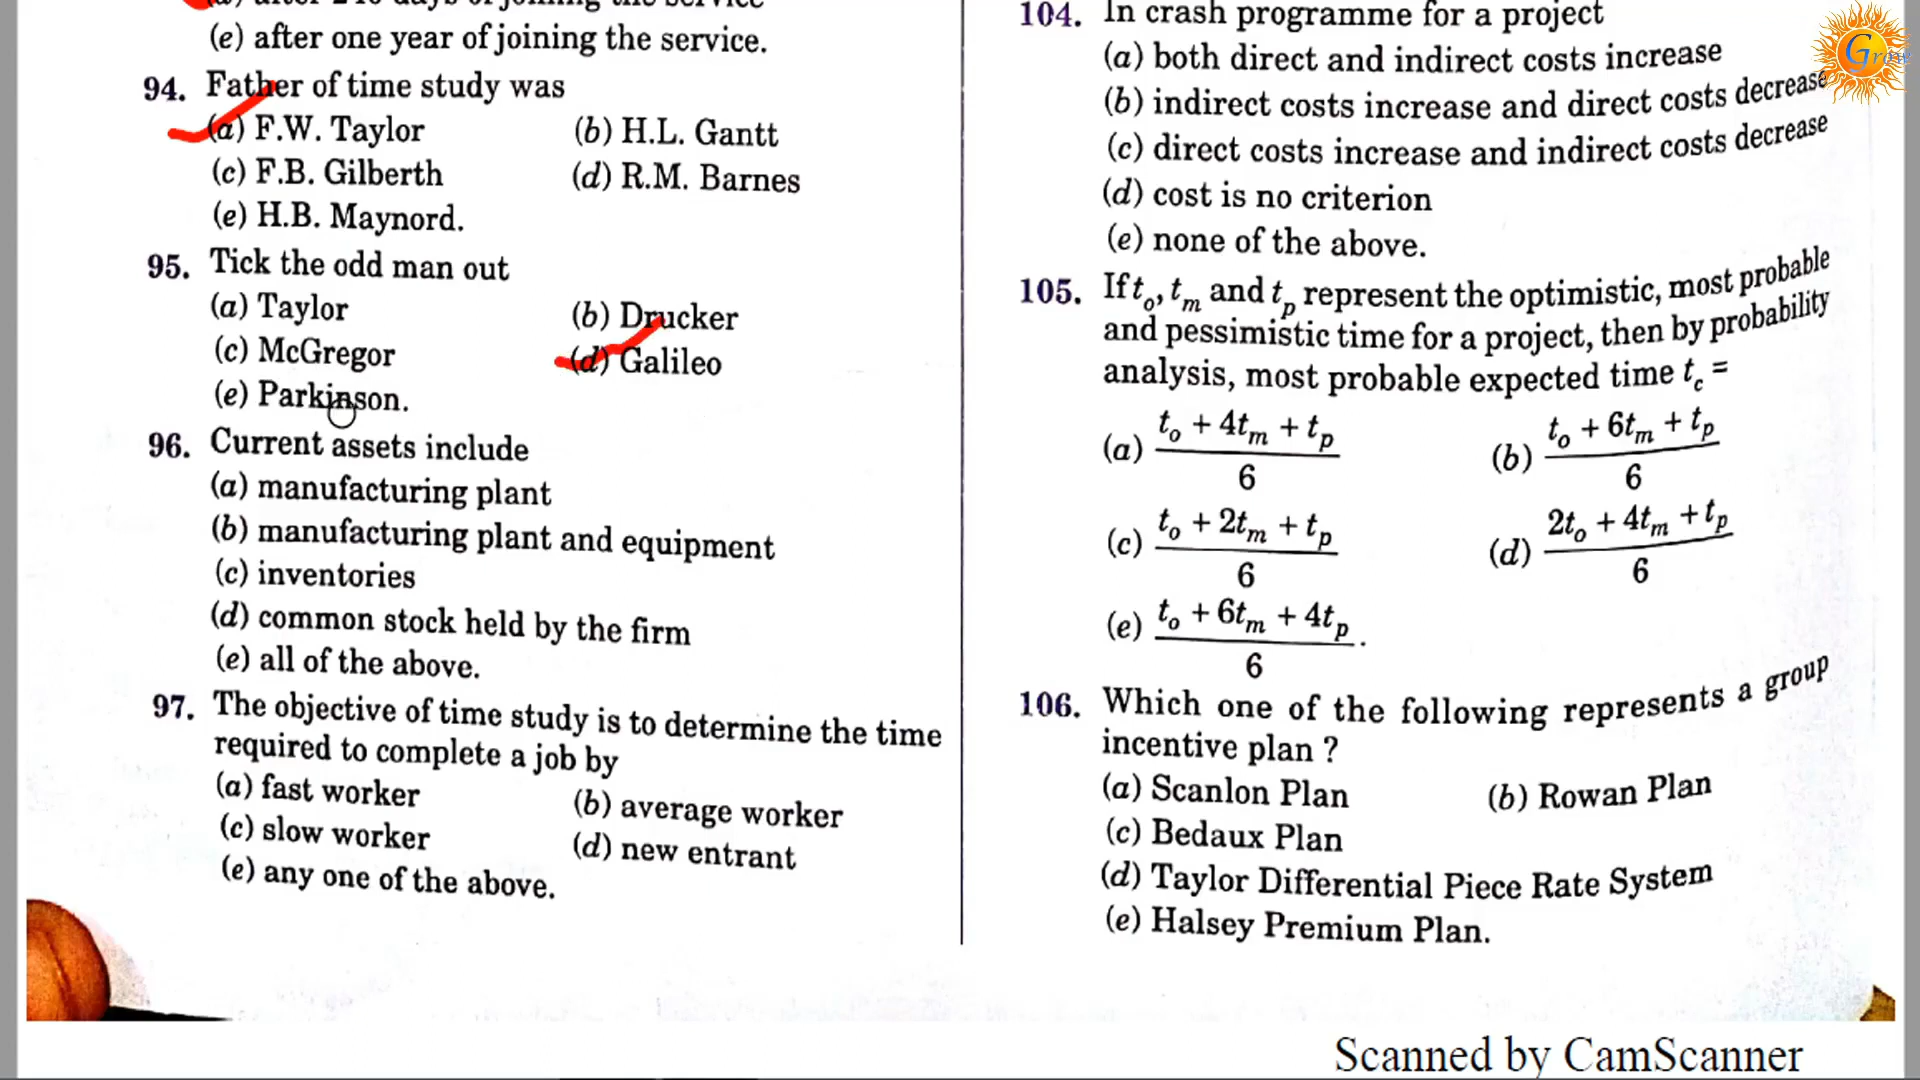 (e) after one year of joining the service.
94. Father of time study was
(a) F.W. Taylor (b) H.L. Gantt
(c) F.B. Gilberth (d) R.M. Barnes
(e) H.B. Maynord.
95. Tick the odd man out
(a) Taylor (b) Drucker
(c) McGregor (d) Galileo
(e) Parkinson.
96. Current assets include
(a) manufacturing plant
(b) manufacturing plant and equipment
(c) inventories
(d) common stock held by the firm
(e) all of the above.
97. The objective of time study is to determine the time
required to complete a job by
(a) fast worker (b) average worker
(c) slow worker (d) new entrant
(e) any one of the above.
104. In crash programme for a project
(a) both direct and indirect costs increase
(b) indirect costs increase and direct costs decrease
(c) direct costs increase and indirect costs decrease
(d) cost is no criterion
(e) none of the above.
105. If t_o, t_m and t_p represent the optimistic, most probable
and pessimistic time for a project, then by probability
analysis, most probable expected time t_c =
(a) (t_o + 4t_m + t_p)/6 (b) (t_o + 6t_m + t_p)/6
(c) (t_o + 2t_m + t_p)/6 (d) (2t_o + 4t_m + t_p)/6
(e) (t_o + 6t_m + 4t_p)/6.
106. Which one of the following represents a group
incentive plan ?
(a) Scanlon Plan (b) Rowan Plan
(c) Bedaux Plan
(d) Taylor Differential Piece Rate System
(e) Halsey Premium Plan.
Scanned by CamScanner